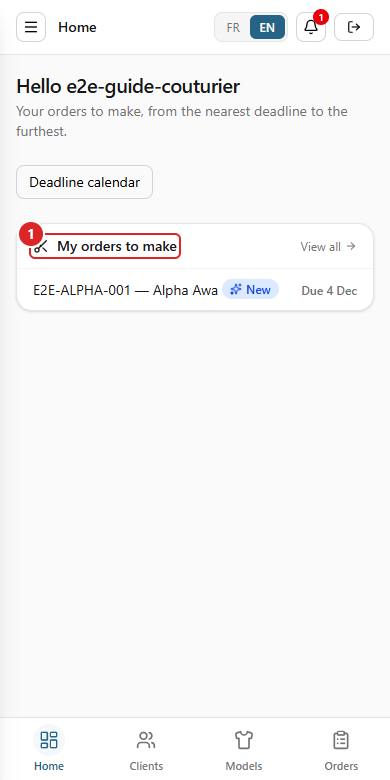 Home
FR
EN
1
Hello e2e-guide-couturier
Your orders to make, from the nearest deadline to the
furthest.
Deadline calendar
1
My orders to make
View all
E2E-ALPHA-001 — Alpha Awa
New
Due 4 Dec
Home
Clients
Models
Orders